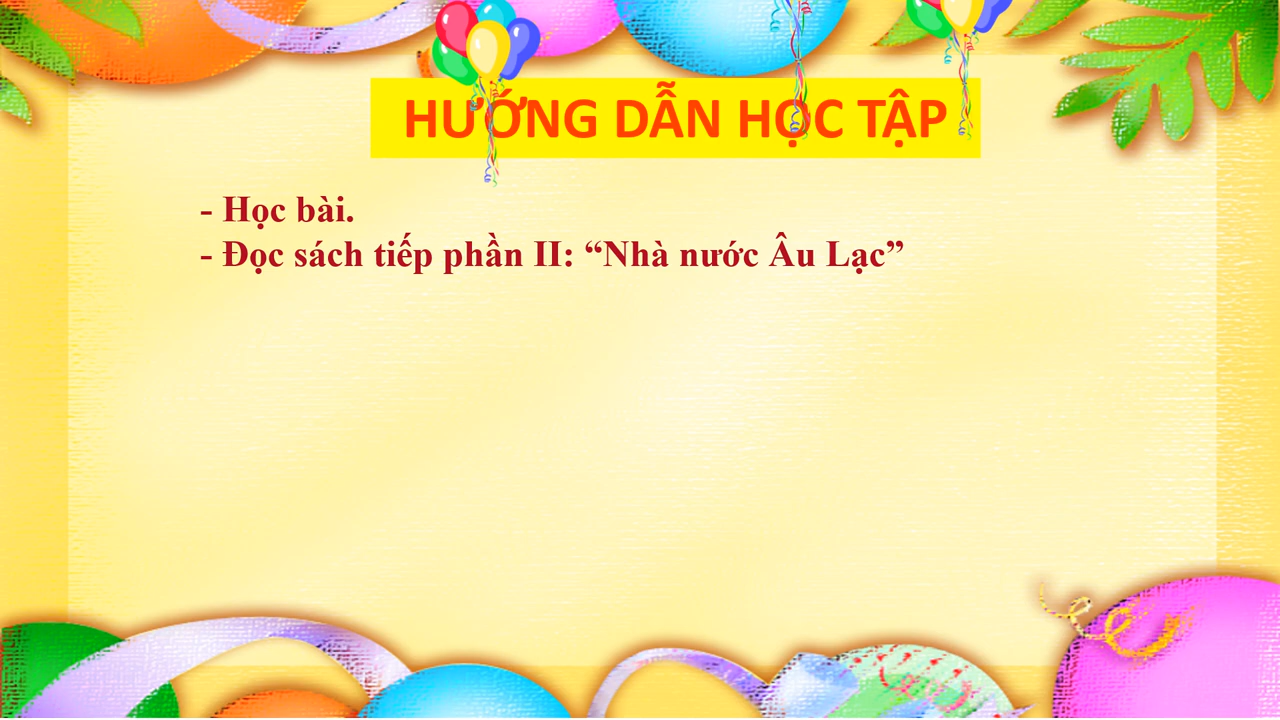 HƯỚNG DẪN HỌC TẬP
- Học bài.
- Đọc sách tiếp phần II: “Nhà nước Âu Lạc”